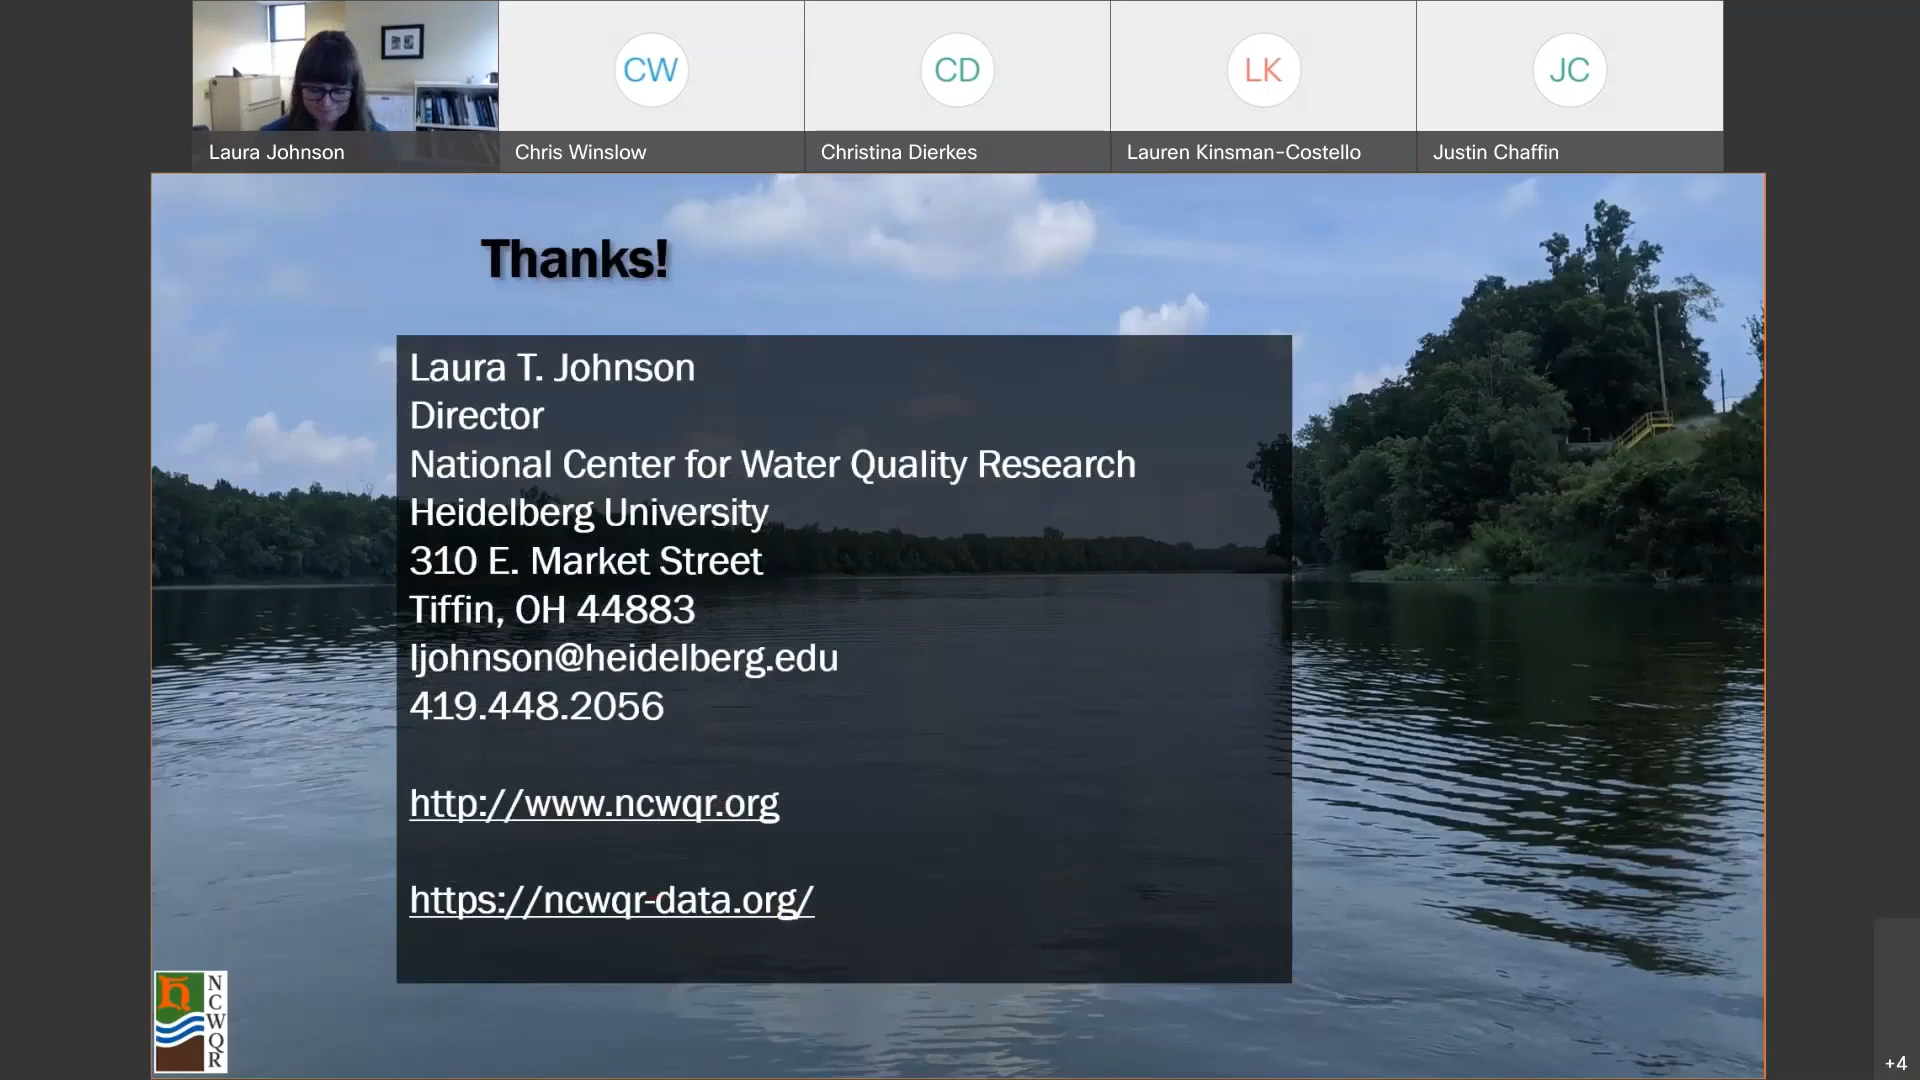 CW
CD
LK
JC
Laura Johnson
Chris Winslow
Christina Dierkes
Lauren Kinsman-Costello
Justin Chaffin
Thanks!
Laura T. Johnson
Director
National Center for Water Quality Research
Heidelberg University
310 E. Market Street
Tiffin, OH 44883
ljohnson@heidelberg.edu
419.448.2056
http://www.ncwqr.org
https://ncwqr-data.org/
NCWQR
+4